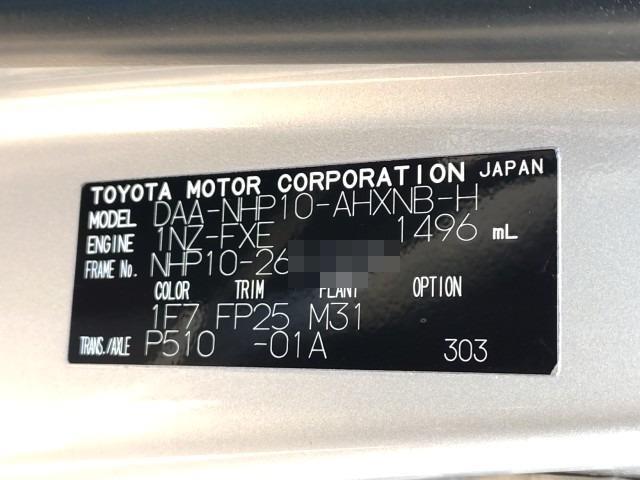 TOYOTA MOTOR CORPORATION JAPAN
MODEL DAA-NHP10-AHXNB-H
ENGINE 1NZ-FXE 1496 mL
FRAME No. NHP10-26
COLOR TRIM PLANT OPTION
1F7 FP25 M31
TRANS./AXLE P510 -01A 303